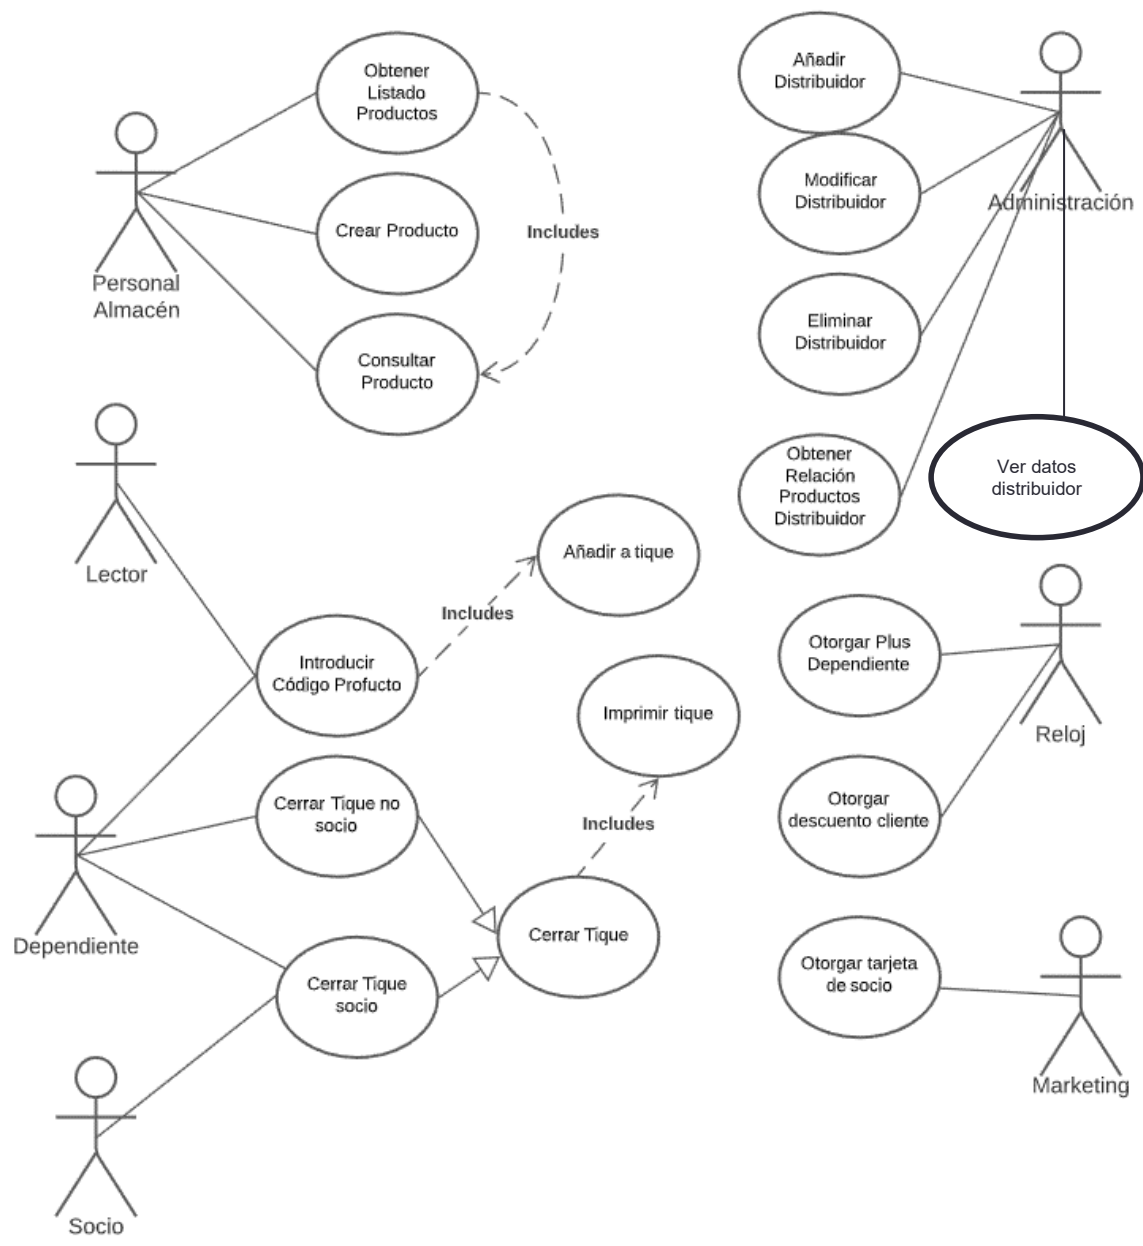 Obtener
Listado
Productos
Crear Producto
Includes
Consultar
Producto
Personal
Almacén
Añadir
Distribuidor
Modificar
Distribuidor
Administración
Eliminar
Distribuidor
Obtener
Relación
Productos
Distribuidor
Ver datos
distribuidor
Lector
Añadir a tique
Includes
Introducir
Código Profucto
Imprimir tique
Includes
Cerrar Tique no
socio
Dependiente
Cerrar Tique
Cerrar Tique
socio
Socio
Otorgar Plus
Dependiente
Reloj
Otorgar
descuento cliente
Otorgar tarjeta
de socio
Marketing